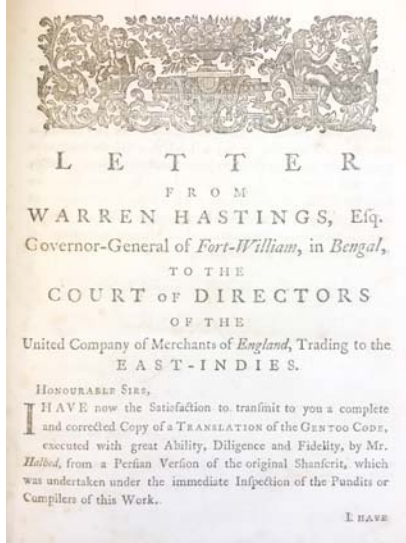 LETTER
FROM
WARREN HASTINGS, Eſq.
Governor-General of Fort-William, in Bengal,
TO THE
COURT OF DIRECTORS
OF THE
United Company of Merchants of England, Trading to the
EAST-INDIES.
HONOURABLE SIRS,
I HAVE now the Satisfaction to tranſmit to you a complete
and corrected Copy of a TRANSLATION of the GENTOO CODE,
executed with great Ability, Diligence and Fidelity, by Mr.
Halhed, from a Perſian Verſion of the original Shanſcrit, which
was undertaken under the immediate Inſpection of the Pundits or
Compilers of this Work.
I HAVE